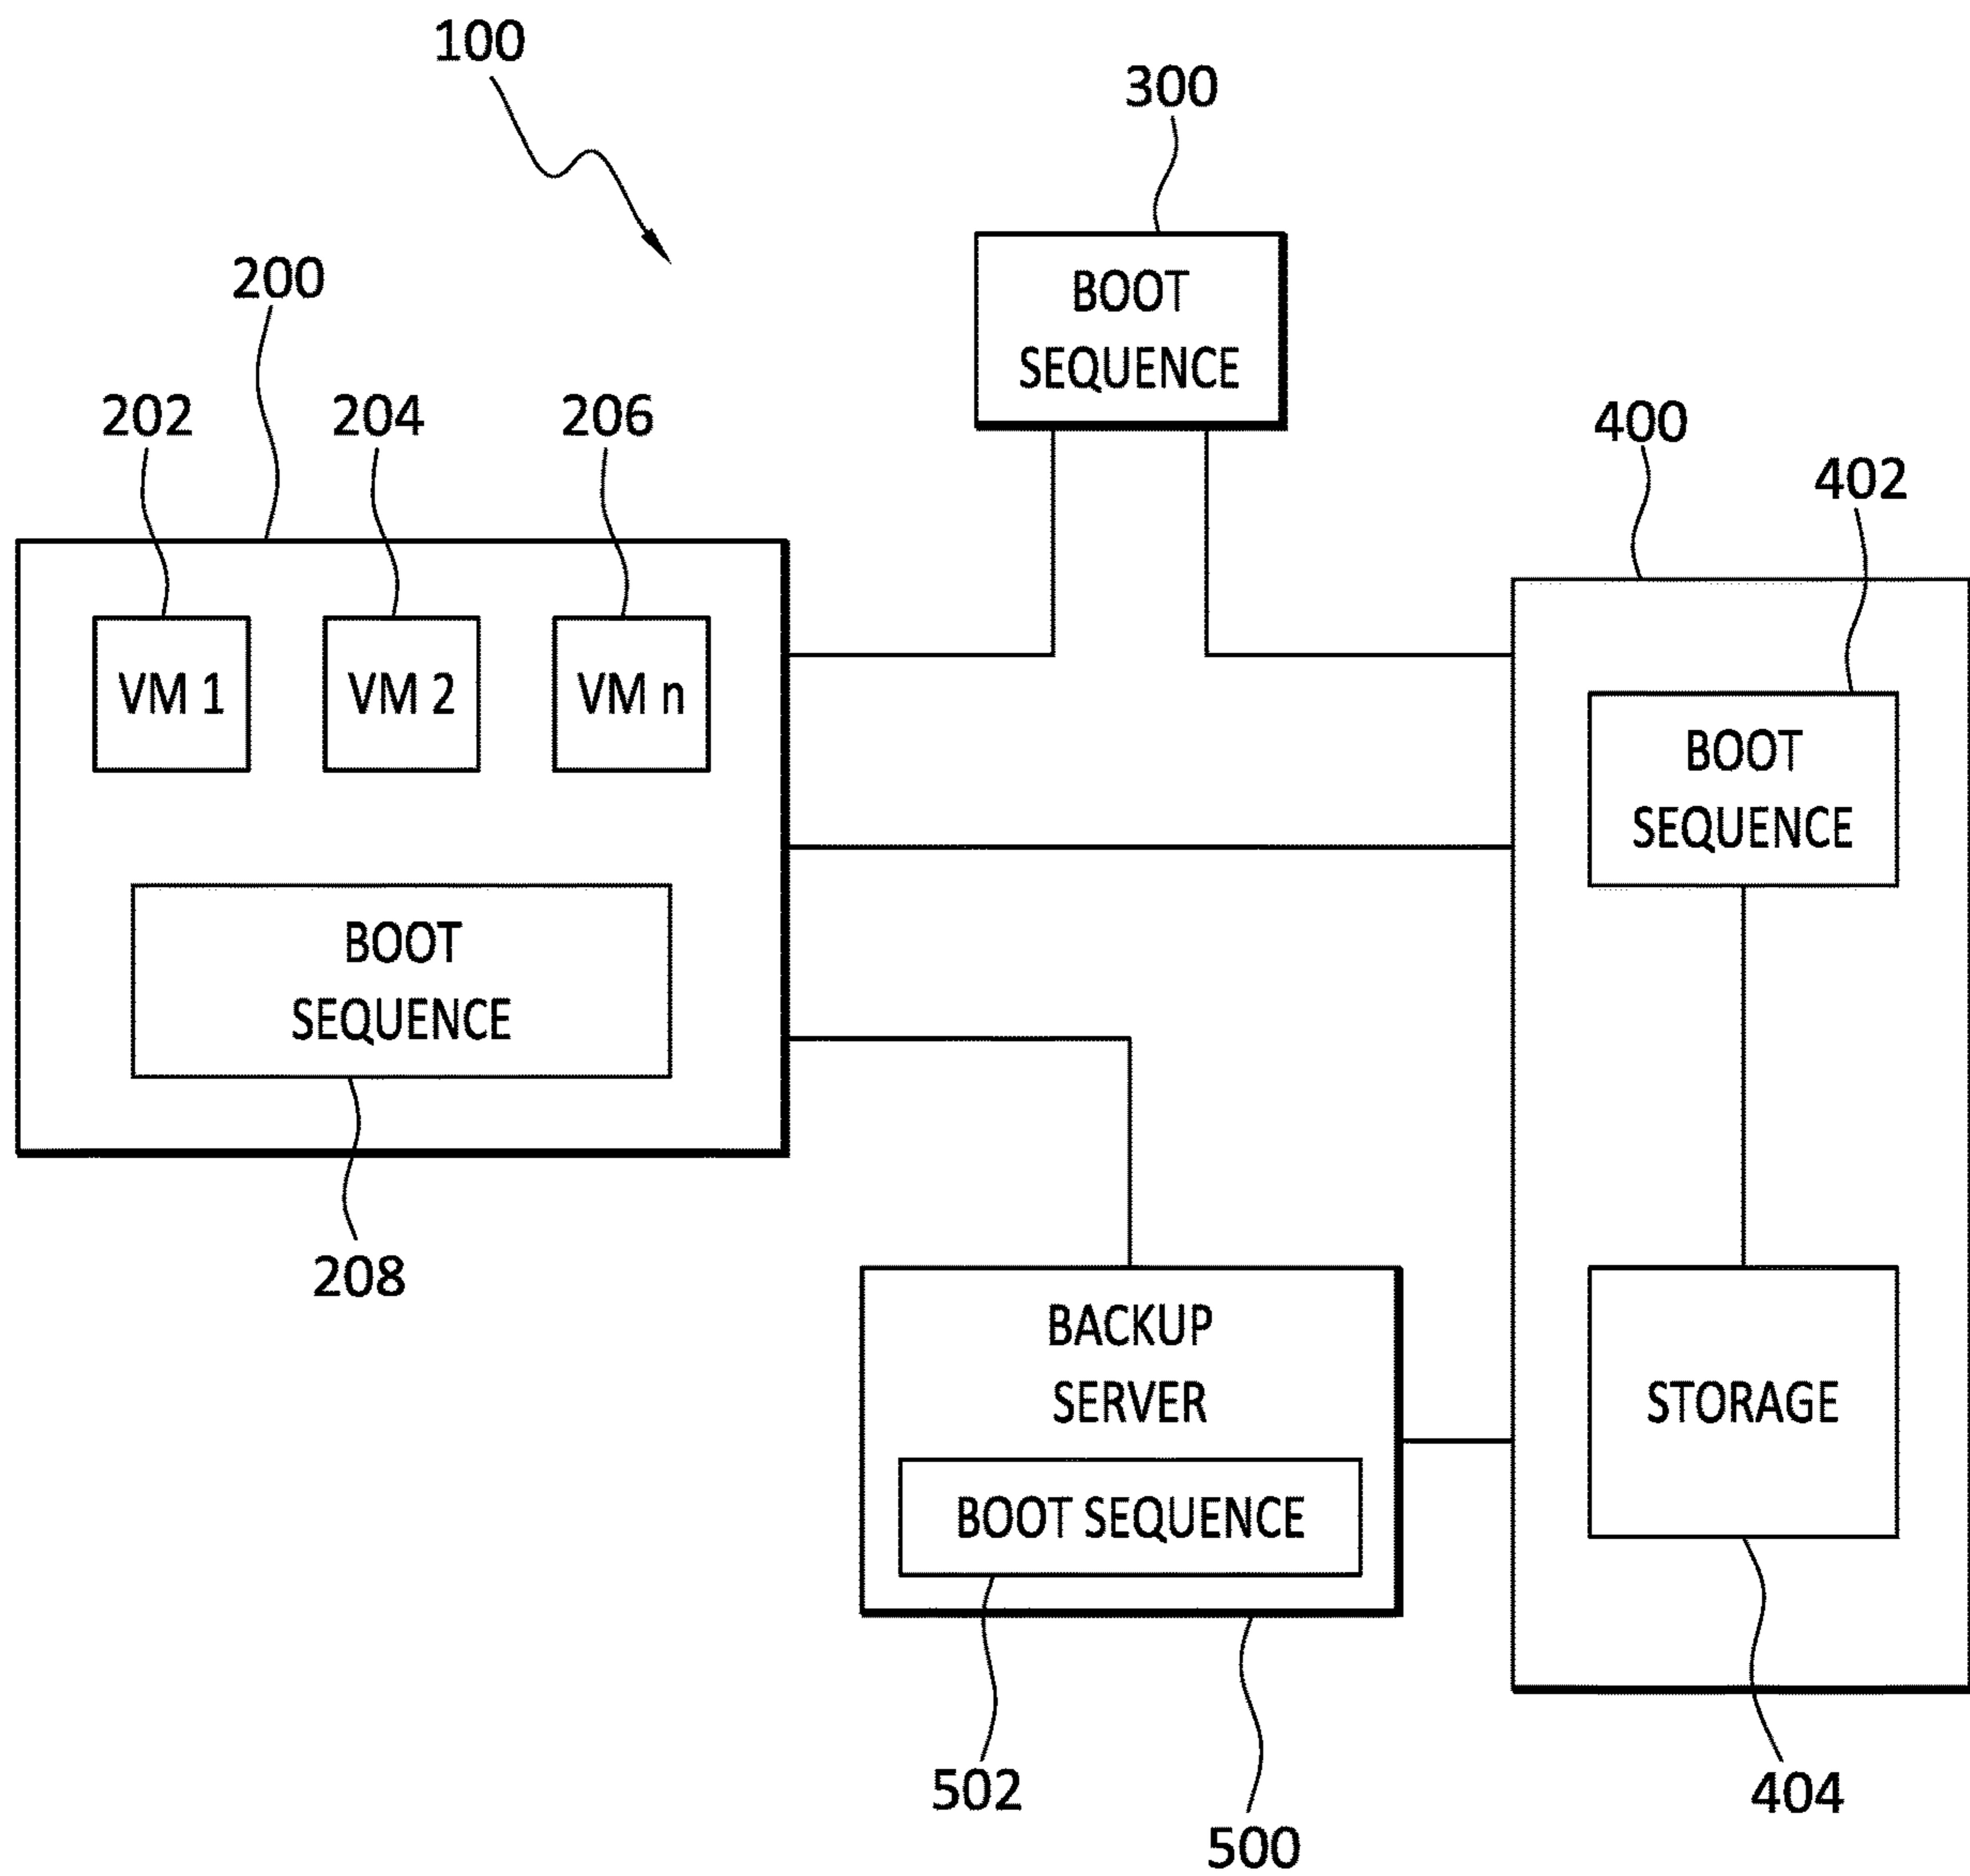 100
300
BOOT
SEQUENCE
200
202
204
206
400
402
VM 1
VM 2
VM n
BOOT
SEQUENCE
BOOT
SEQUENCE
208
BACKUP
SERVER
BOOT SEQUENCE
STORAGE
502
500
404